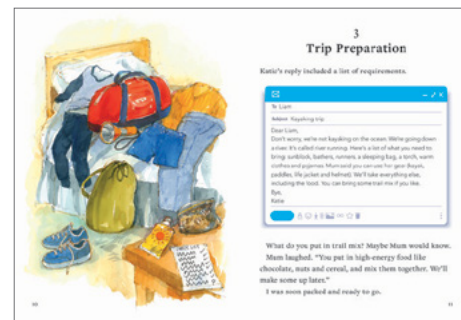 3
Trip Preparation
Katie's reply included a list of requirements.
To: Liam
Kayaking trip
Dear Liam,
Don't worry, we're not kayaking on the ocean. We're going down
a river. It's called river running. Here's a list of what you need to
bring: sunblock, bathers, runners, a sleeping bag, a torch, warm
clothes and pyjamas. Mum said you can use her gear (kayak,
paddles, life jacket and helmet). We'll take everything else,
including the food. You can bring some trail mix if you like.
Bye,
Katie
What do you put in trail mix? Maybe Mum would know.
Mum laughed. "You put in high-energy food like
chocolate, nuts and cereal, and mix them together. We'll
make some up later."
I was soon packed and ready to go.
10
11